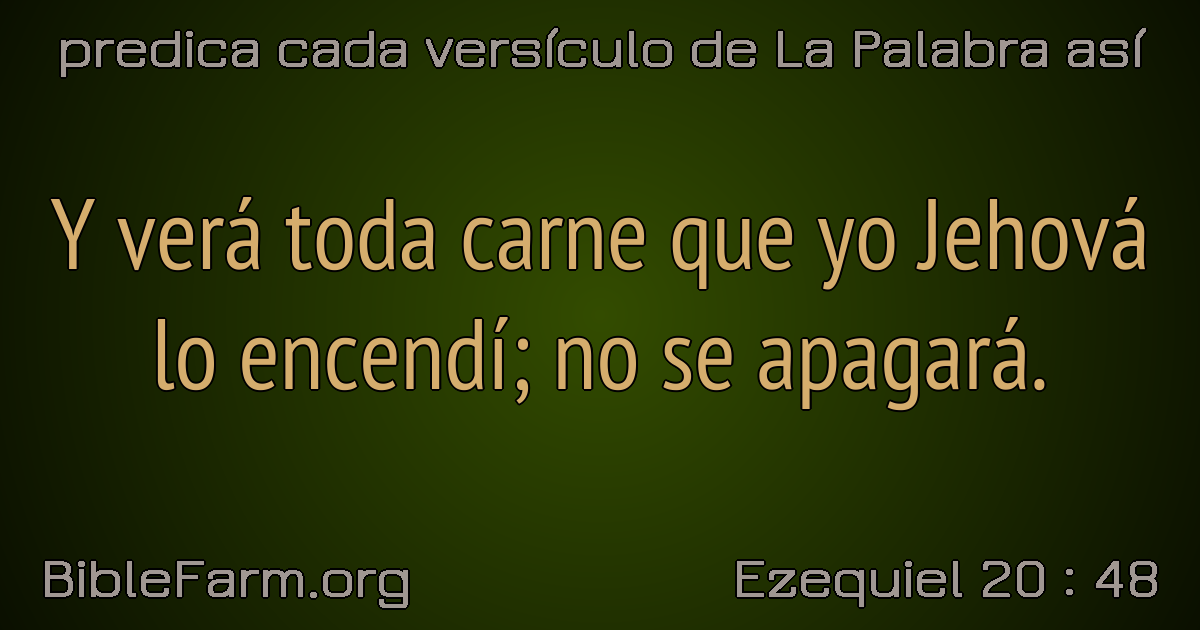 predica cada versículo de La Palabra así
Y verá toda carne que yo Jehová
lo encendí; no se apagará.
BibleFarm.org
Ezequiel 20 : 48